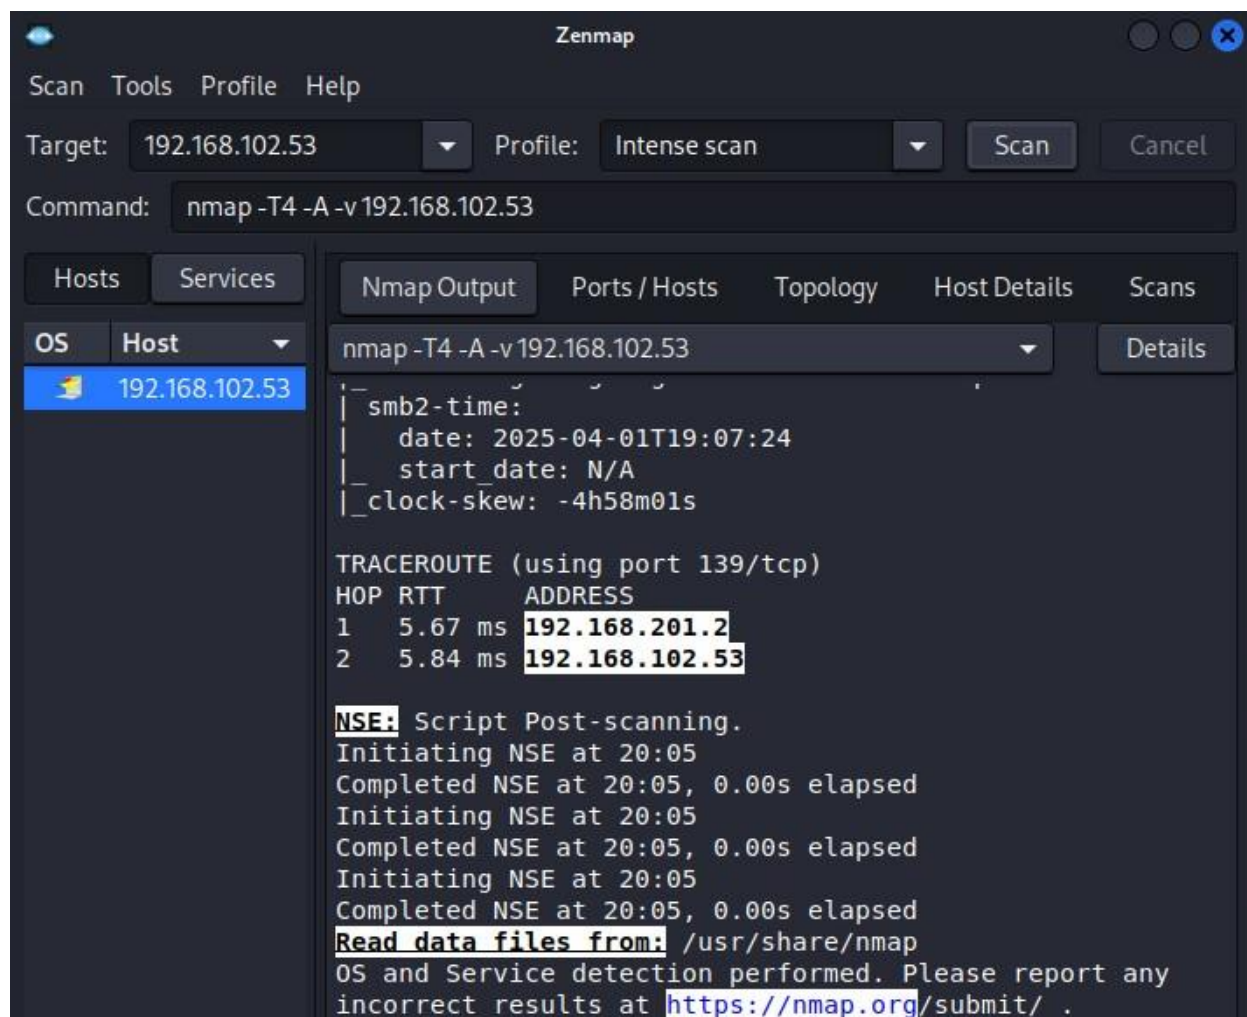 Zenmap
Scan Tools Profile Help
Target: 192.168.102.53 Profile: Intense scan Scan Cancel
Command: nmap -T4 -A -v 192.168.102.53
Hosts Services
Nmap Output Ports / Hosts Topology Host Details Scans
OS Host
nmap -T4 -A -v 192.168.102.53 Details
192.168.102.53
| smb2-time:
|   date: 2025-04-01T19:07:24
|_  start_date: N/A
|_clock-skew: -4h58m01s
TRACEROUTE (using port 139/tcp)
HOP RTT     ADDRESS
1   5.67 ms 192.168.201.2
2   5.84 ms 192.168.102.53
NSE: Script Post-scanning.
Initiating NSE at 20:05
Completed NSE at 20:05, 0.00s elapsed
Initiating NSE at 20:05
Completed NSE at 20:05, 0.00s elapsed
Initiating NSE at 20:05
Completed NSE at 20:05, 0.00s elapsed
Read data files from: /usr/share/nmap
OS and Service detection performed. Please report any
incorrect results at https://nmap.org/submit/ .